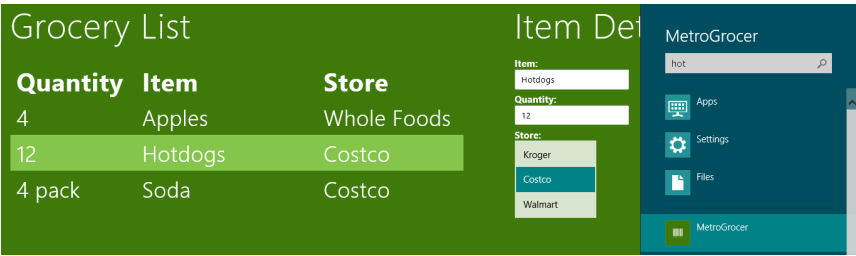 Grocery List
Quantity Item Store
4 Apples Whole Foods
12 Hotdogs Costco
4 pack Soda Costco
Item Det
Item:
Hotdogs
Quantity:
12
Store:
Kroger
Costco
Walmart
MetroGrocer
hot
Apps
Settings
Files
MetroGrocer